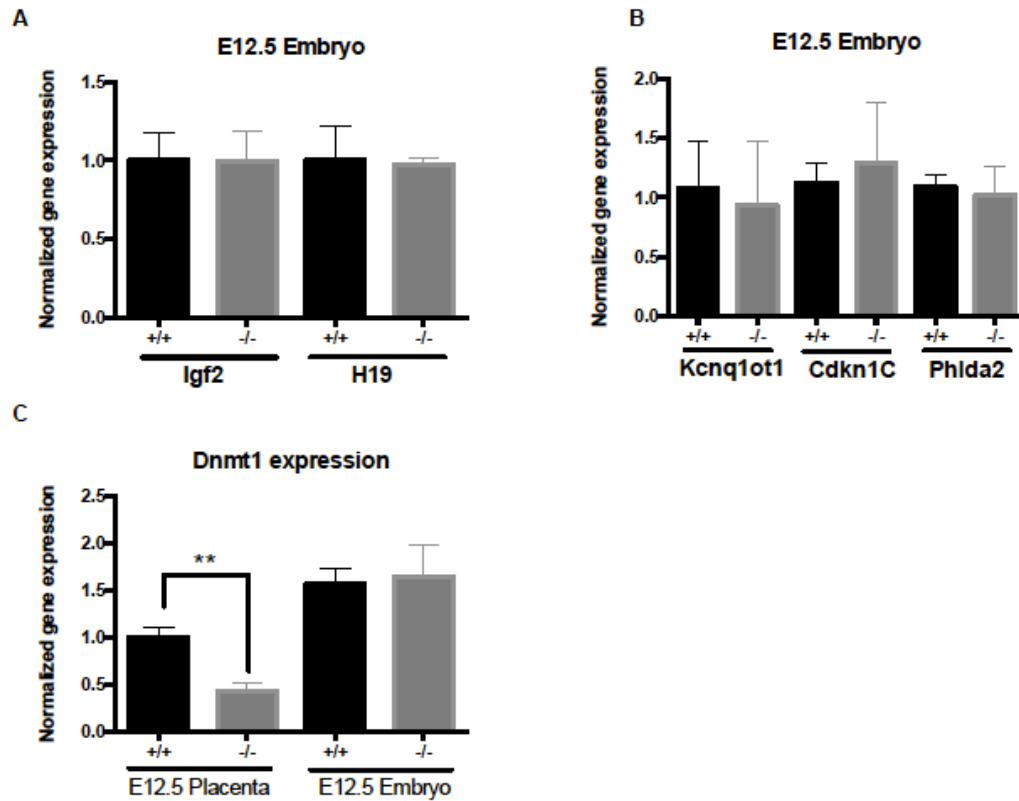 A
E12.5 Embryo
Normalized gene expression
1.5
1.0
0.5
0.0
+/+ -/- +/+ -/-
Igf2 H19
B
E12.5 Embryo
Normalized gene expression
2.0
1.5
1.0
0.5
0.0
+/+ -/- +/+ -/- +/+ -/-
Kcnq1ot1 Cdkn1C Phlda2
C
Dnmt1 expression
Normalized gene expression
2.5
2.0
1.5
1.0
0.5
0.0
**
+/+ -/- +/+ -/-
E12.5 Placenta E12.5 Embryo